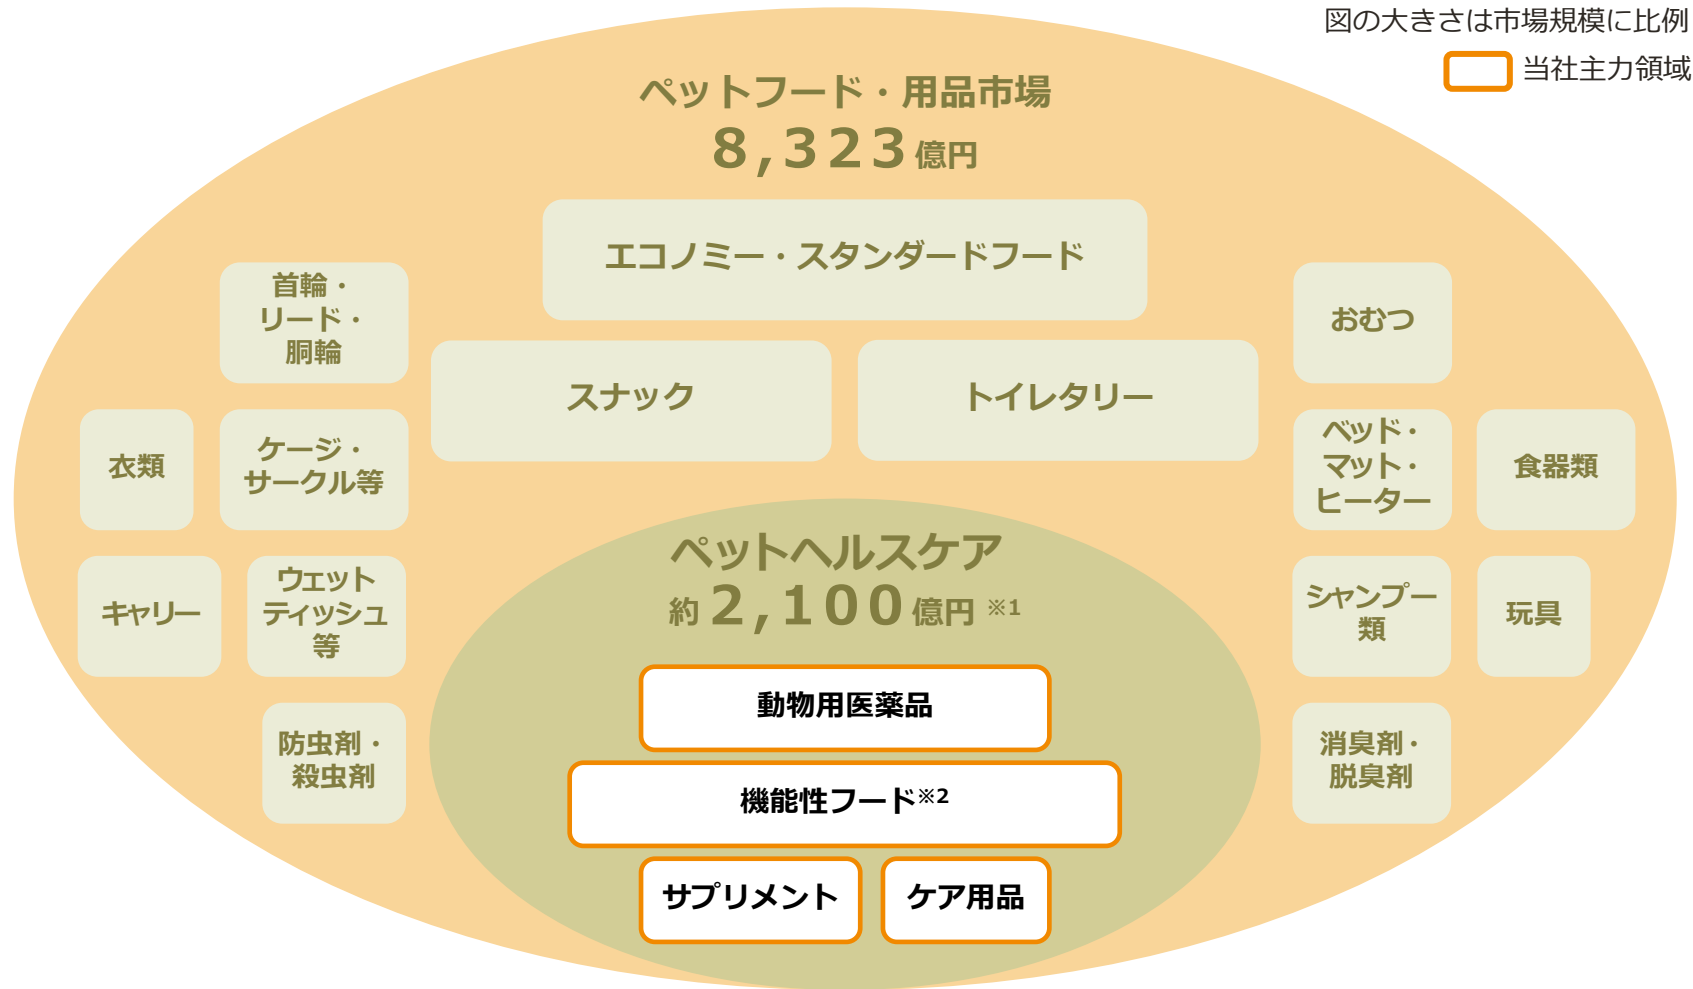 図の大きさは市場規模に比例
当社主力領域
ペットフード・用品市場
8,323億円
エコノミー・スタンダードフード
首輪・
リード・
胴輪
おむつ
スナック
トイレタリー
衣類
ケージ・
サークル等
ベッド・
マット・
ヒーター
食器類
ペットヘルスケア
約2,100億円 ※1
キャリー
ウェット
ティッシュ
等
シャンプー
類
玩具
動物用医薬品
防虫剤・
殺虫剤
消臭剤・
脱臭剤
機能性フード※2
サプリメント
ケア用品